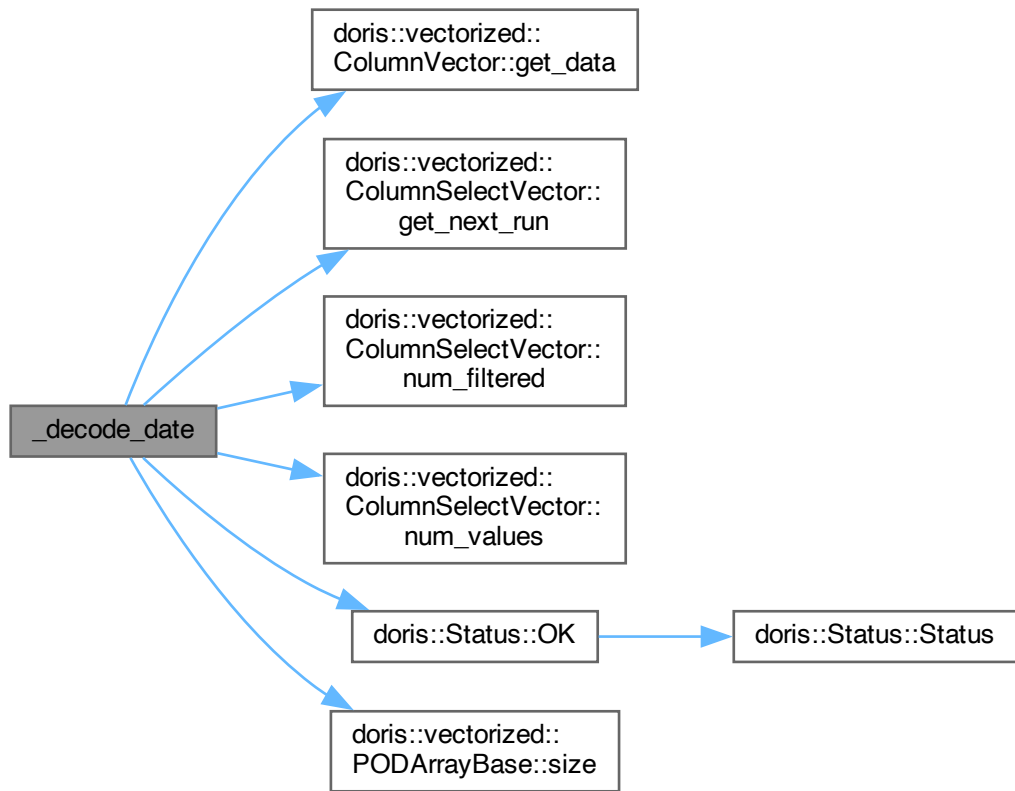 doris::vectorized::
ColumnVector::get_data
doris::vectorized::
ColumnSelectVector::
get_next_run
doris::vectorized::
ColumnSelectVector::
num_filtered
_decode_date
doris::vectorized::
ColumnSelectVector::
num_values
doris::Status::OK
doris::Status::Status
doris::vectorized::
PODArrayBase::size